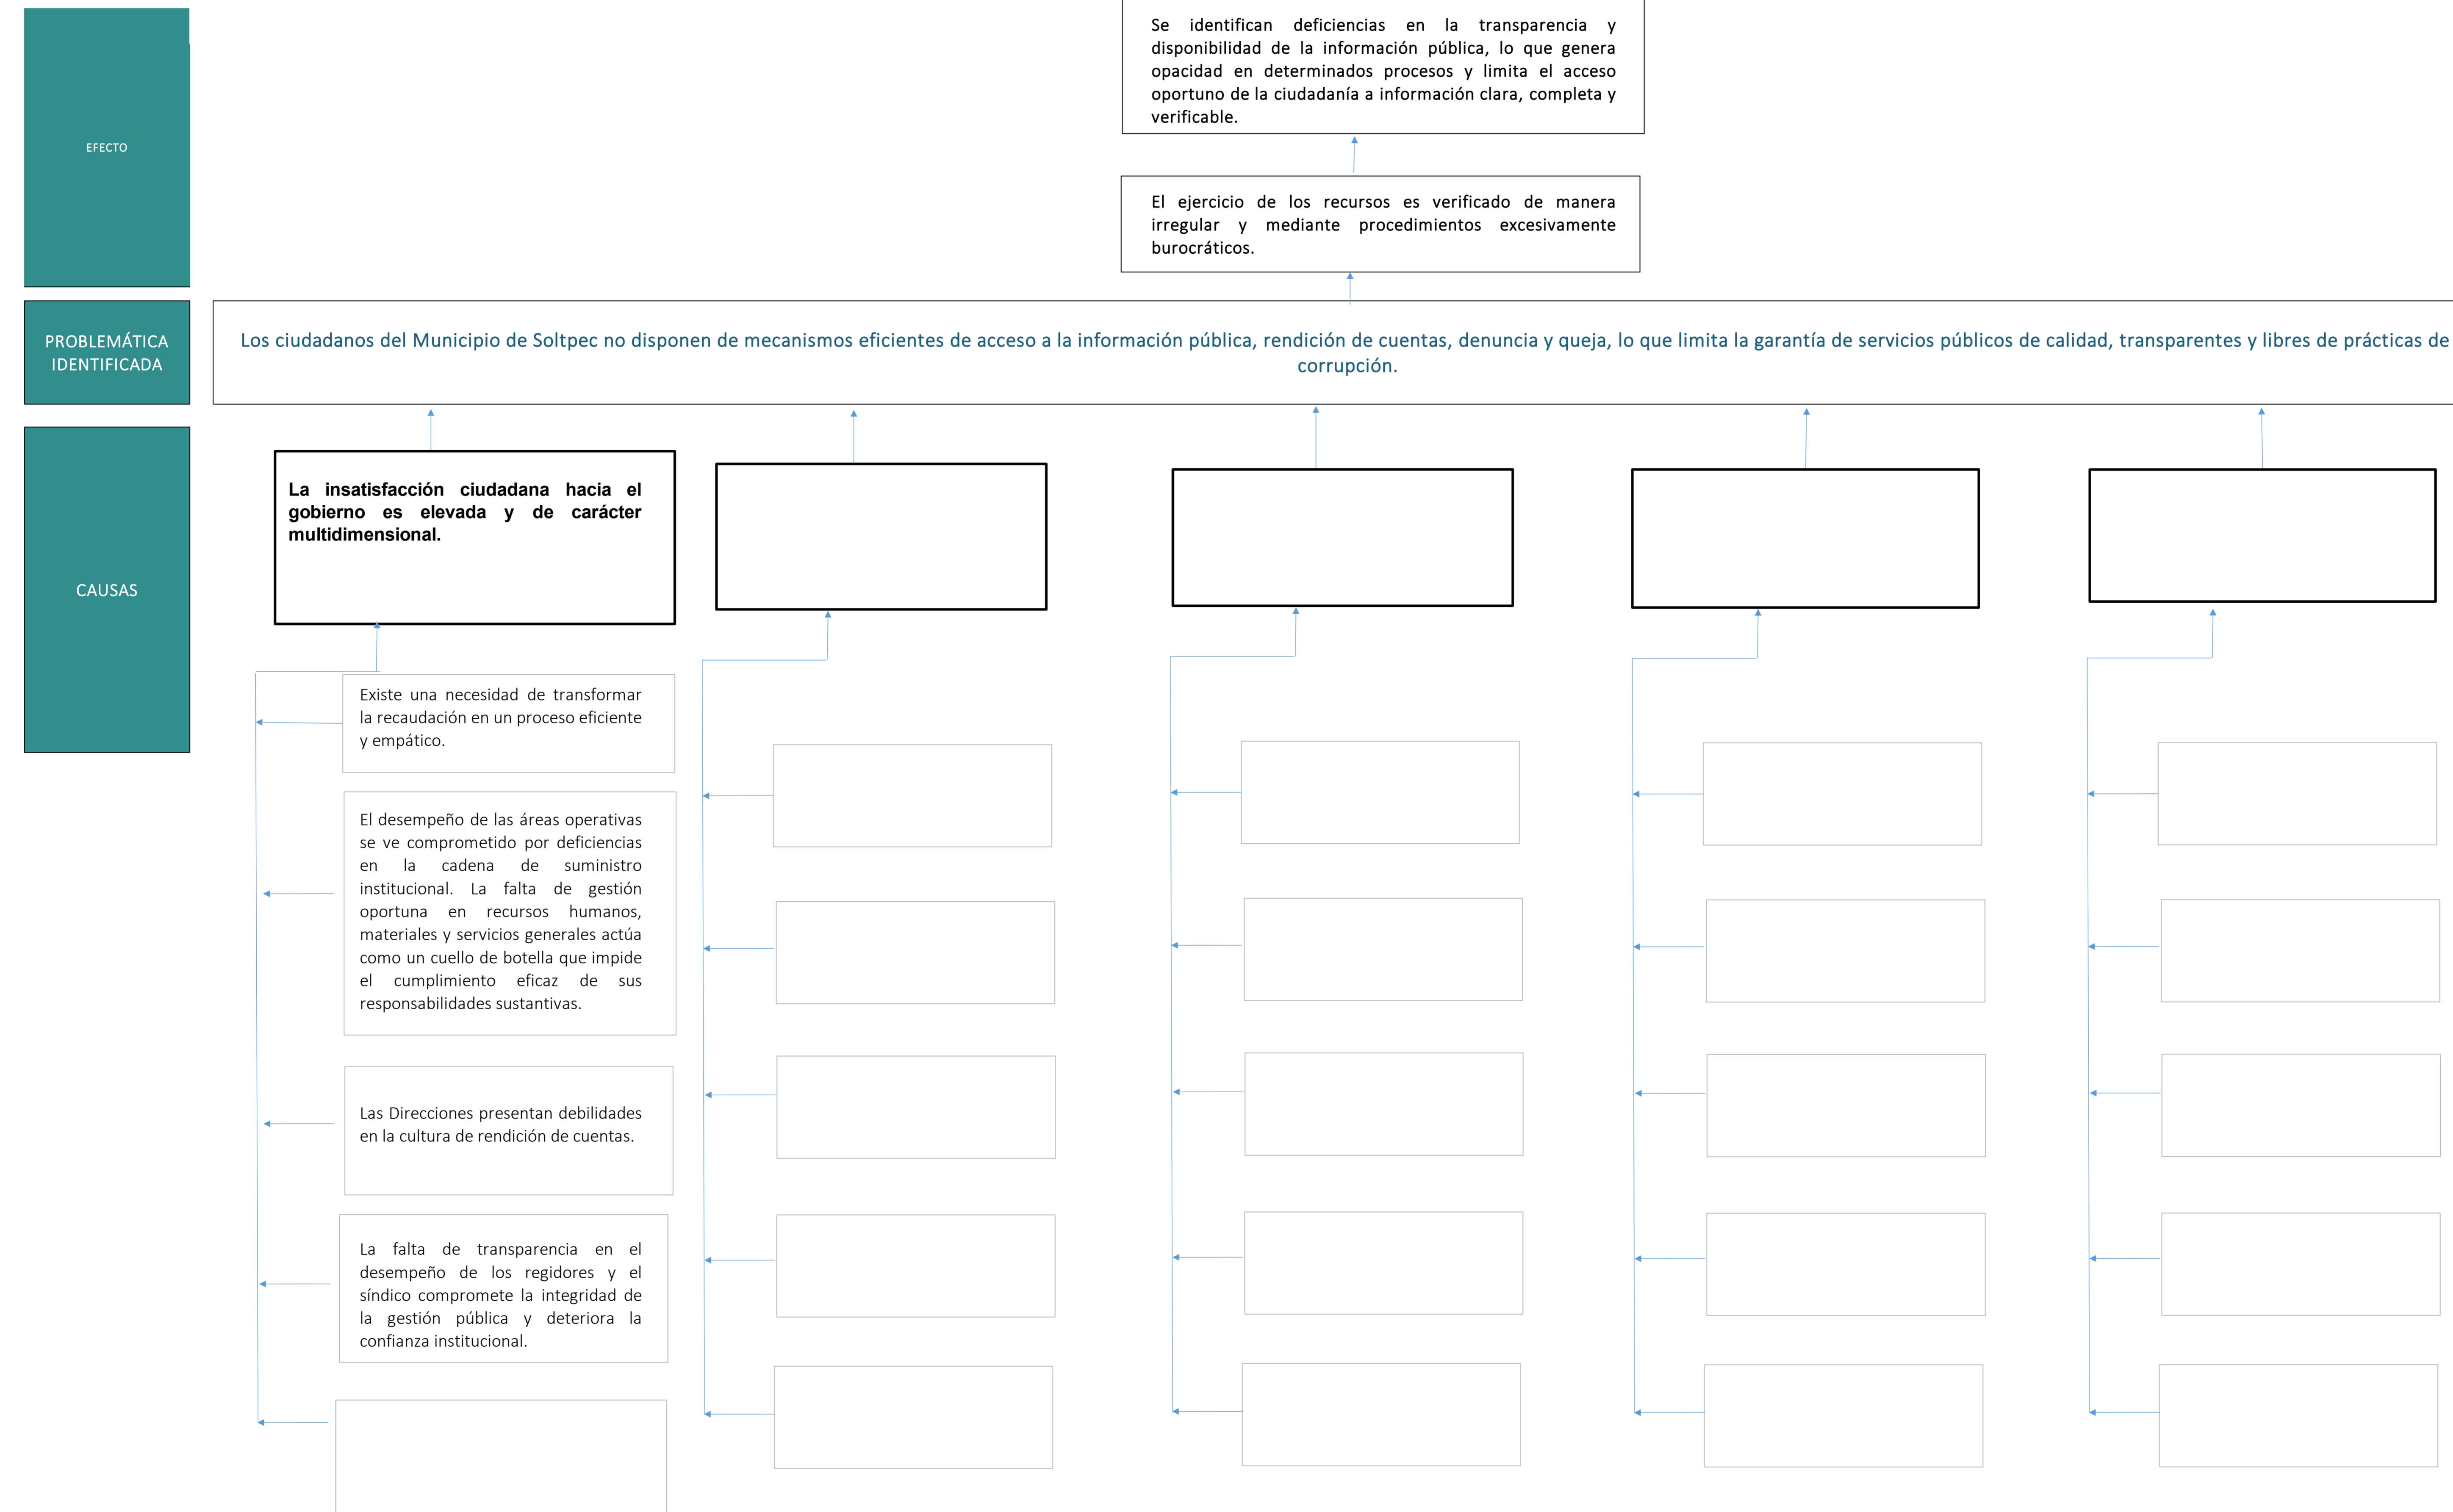 Se identifican deficiencias en la transparencia y
disponibilidad de la información pública, lo que genera
opacidad en determinados procesos y limita el acceso
oportuno de la ciudadanía a información clara, completa y
verificable.
EFECTO
El ejercicio de los recursos es verificado de manera
irregular y mediante procedimientos excesivamente
burocráticos.
PROBLEMÁTICA
IDENTIFICADA
Los ciudadanos del Municipio de Soltpec no disponen de mecanismos eficientes de acceso a la información pública, rendición de cuentas, denuncia y queja, lo que limita la garantía de servicios públicos de calidad, transparentes y libres de prácticas de
corrupción.
CAUSAS
La insatisfacción ciudadana hacia el
gobierno es elevada y de carácter
multidimensional.
Existe una necesidad de transformar
la recaudación en un proceso eficiente
y empático.
El desempeño de las áreas operativas
se ve comprometido por deficiencias
en la cadena de suministro
institucional. La falta de gestión
oportuna en recursos humanos,
materiales y servicios generales actúa
como un cuello de botella que impide
el cumplimiento eficaz de sus
responsabilidades sustantivas.
Las Direcciones presentan debilidades
en la cultura de rendición de cuentas.
La falta de transparencia en el
desempeño de los regidores y el
síndico compromete la integridad de
la gestión pública y deteriora la
confianza institucional.